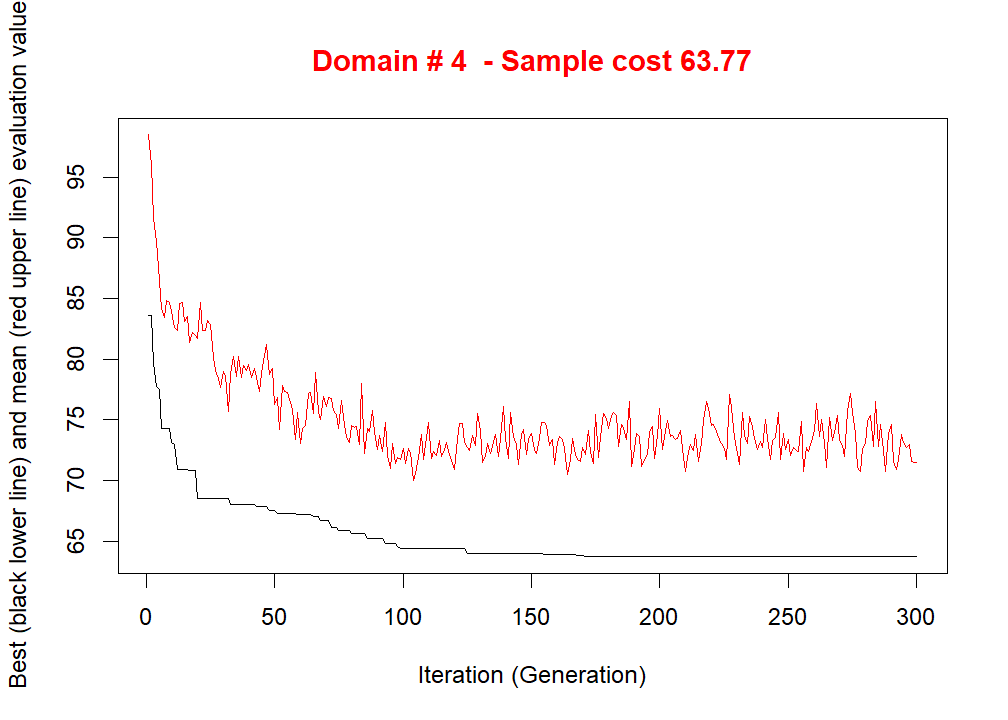 Domain # 4  - Sample cost 63.77
Best (black lower line) and mean (red upper line) evaluation value
95
90
85
80
75
70
65
0 50 100 150 200 250 300
Iteration (Generation)